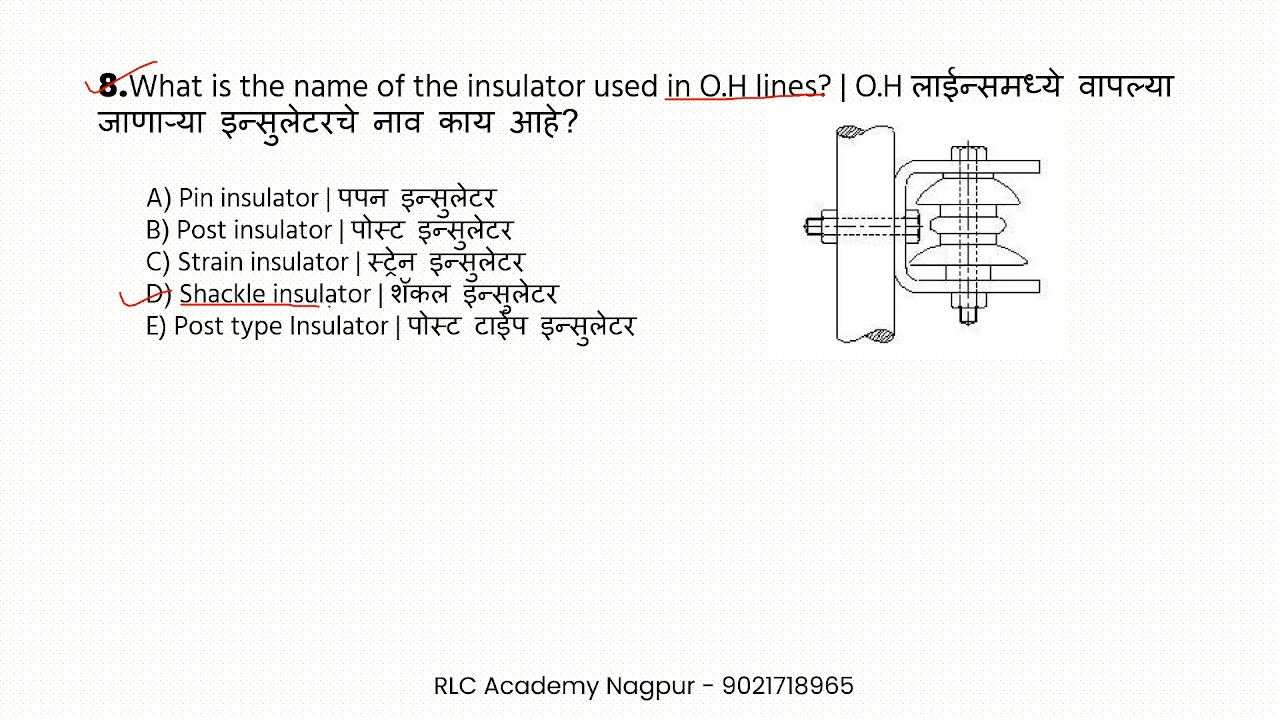 8.What is the name of the insulator used in O.H lines? | O.H लाईन्समध्ये वापल्या
जाणाऱ्या इन्सुलेटरचे नाव काय आहे?
A) Pin insulator | पपन इन्सुलेटर
B) Post insulator | पोस्ट इन्सुलेटर
C) Strain insulator | स्ट्रेन इन्सुलेटर
D) Shackle insulator | शॅकल इन्सुलेटर
E) Post type Insulator | पोस्ट टाईप इन्सुलेटर
RLC Academy Nagpur - 9021718965